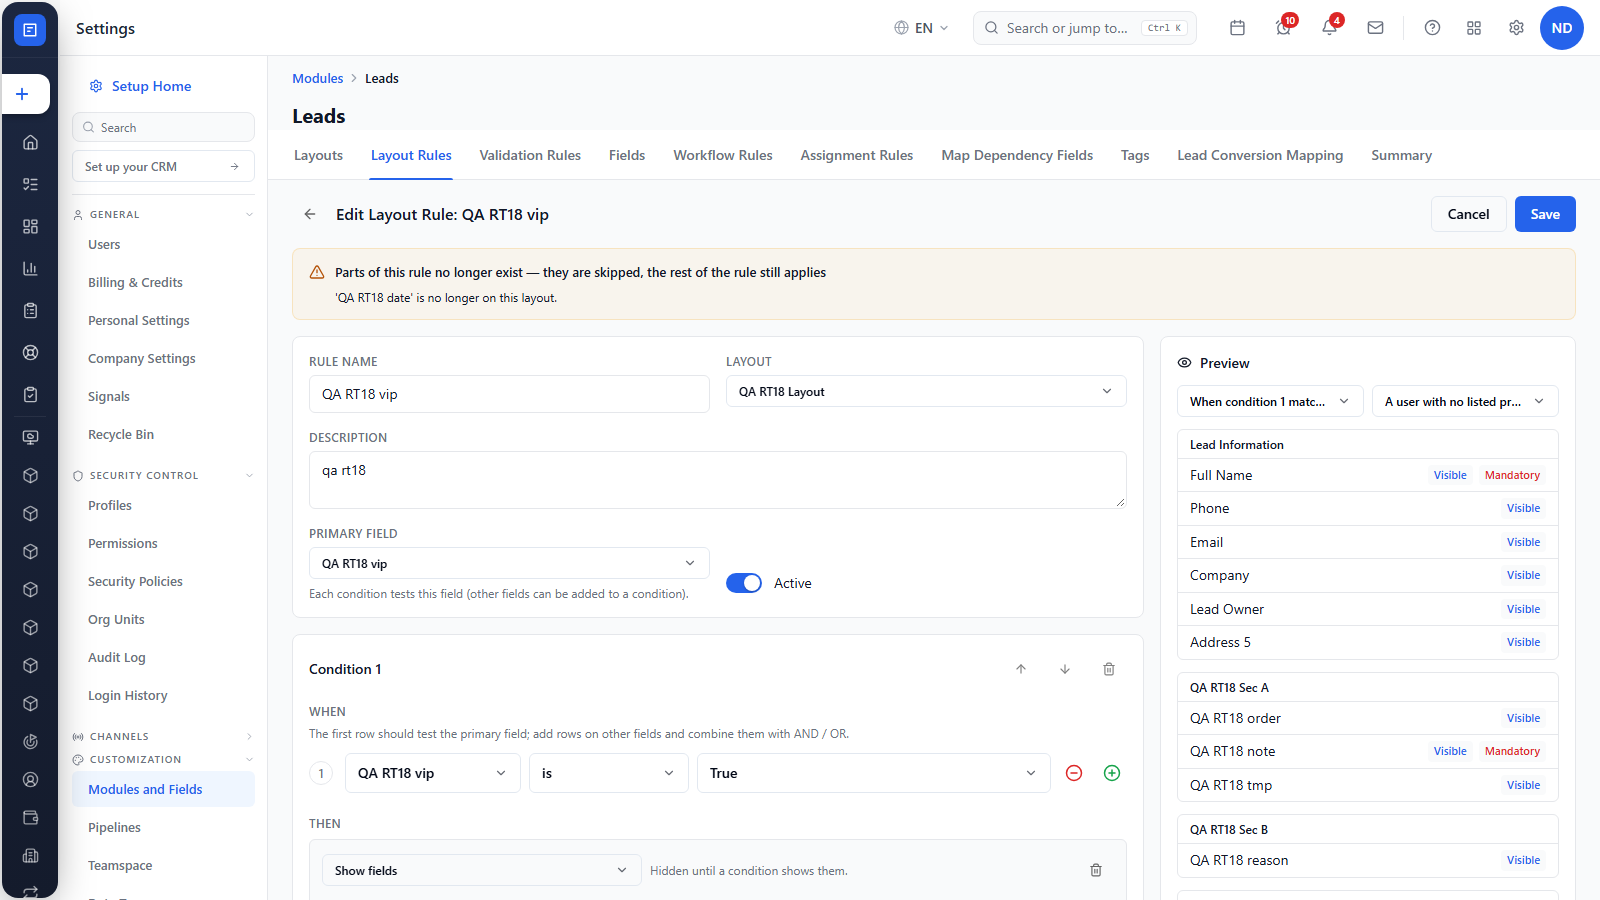 Settings
EN
Search or jump to...
Ctrl K
10
4
ND
Setup Home
Search
Set up your CRM
GENERAL
Users
Billing & Credits
Personal Settings
Company Settings
Signals
Recycle Bin
SECURITY CONTROL
Profiles
Permissions
Security Policies
Org Units
Audit Log
Login History
CHANNELS
CUSTOMIZATION
Modules and Fields
Pipelines
Teamspace
Modules > Leads
Leads
Layouts
Layout Rules
Validation Rules
Fields
Workflow Rules
Assignment Rules
Map Dependency Fields
Tags
Lead Conversion Mapping
Summary
Edit Layout Rule: QA RT18 vip
Cancel
Save
Parts of this rule no longer exist — they are skipped, the rest of the rule still applies
'QA RT18 date' is no longer on this layout.
RULE NAME
QA RT18 vip
LAYOUT
QA RT18 Layout
DESCRIPTION
qa rt18
PRIMARY FIELD
QA RT18 vip
Each condition tests this field (other fields can be added to a condition).
Active
Condition 1
WHEN
The first row should test the primary field; add rows on other fields and combine them with AND / OR.
1
QA RT18 vip
is
True
THEN
Show fields
Hidden until a condition shows them.
Preview
When condition 1 matc...
A user with no listed pr...
Lead Information
Full Name Visible Mandatory
Phone Visible
Email Visible
Company Visible
Lead Owner Visible
Address 5 Visible
QA RT18 Sec A
QA RT18 order Visible
QA RT18 note Visible Mandatory
QA RT18 tmp Visible
QA RT18 Sec B
QA RT18 reason Visible